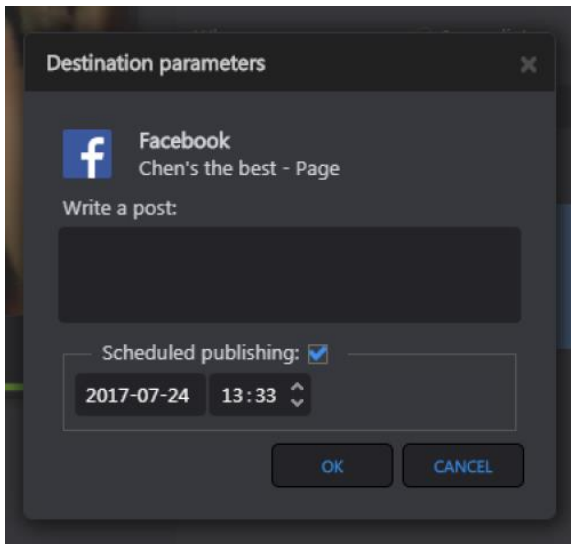 Destination parameters
Facebook
Chen's the best - Page
Write a post:
Scheduled publishing:
2017-07-24 13:33
OK CANCEL